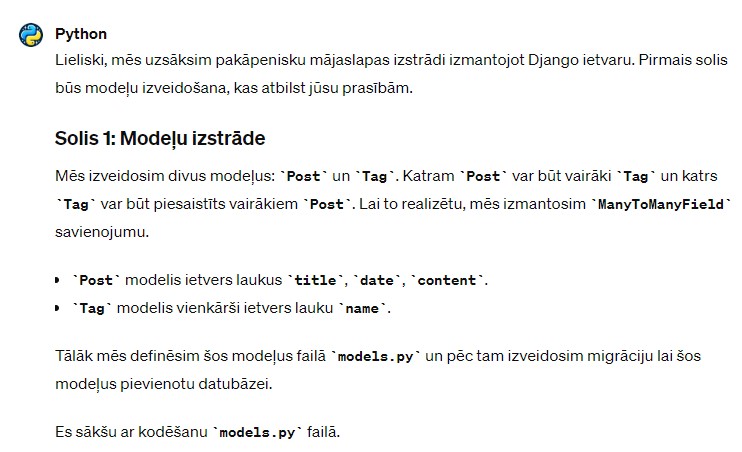 Python
Lieliski, mēs uzsāksim pakāpenisku mājaslapas izstrādi izmantojot Django ietvaru. Pirmais solis
būs modeļu izveidošana, kas atbilst jūsu prasībām.
Solis 1: Modeļu izstrāde
Mēs izveidosim divus modeļus: `Post` un `Tag`. Katram `Post` var būt vairāki `Tag` un katrs
`Tag` var būt piesaistīts vairākiem `Post`. Lai to realizētu, mēs izmantosim `ManyToManyField`
savienojumu.
• `Post` modelis ietvers laukus `title`, `date`, `content`.
• `Tag` modelis vienkārši ietvers lauku `name`.
Tālāk mēs definēsim šos modeļus failā `models.py` un pēc tam izveidosim migrāciju lai šos
modeļus pievienotu datubāzei.
Es sākšu ar kodēšanu `models.py` failā.